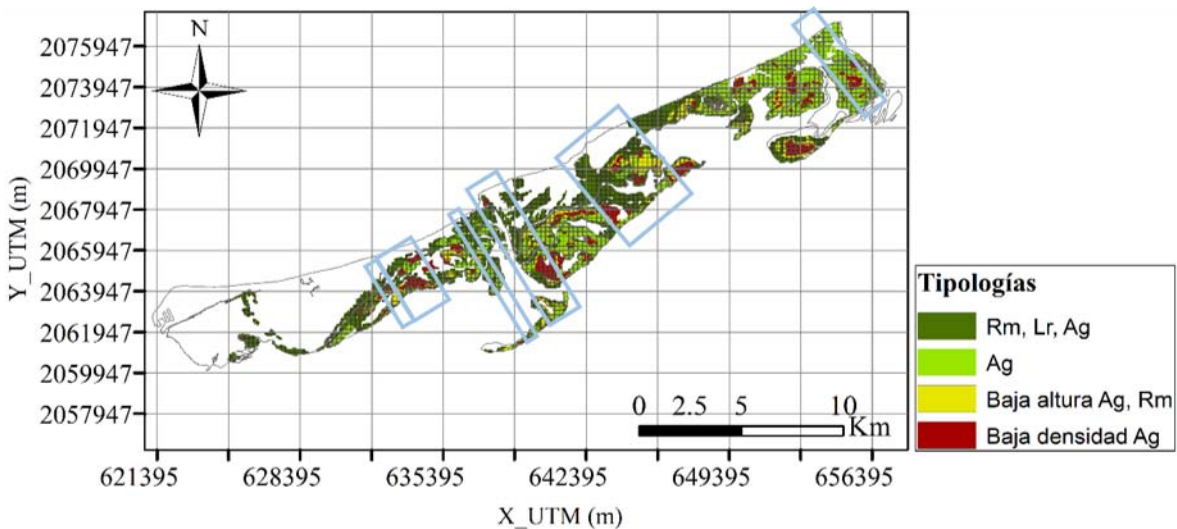 N
2075947
2073947
2071947
2069947
2067947
2065947
2063947
2061947
2059947
2057947
Y_UTM (m)
0 2.5 5 10
Km
621395 628395 635395 642395 649395 656395
X_UTM (m)
Tipologías
Rm, Lr, Ag
Ag
Baja altura Ag, Rm
Baja densidad Ag